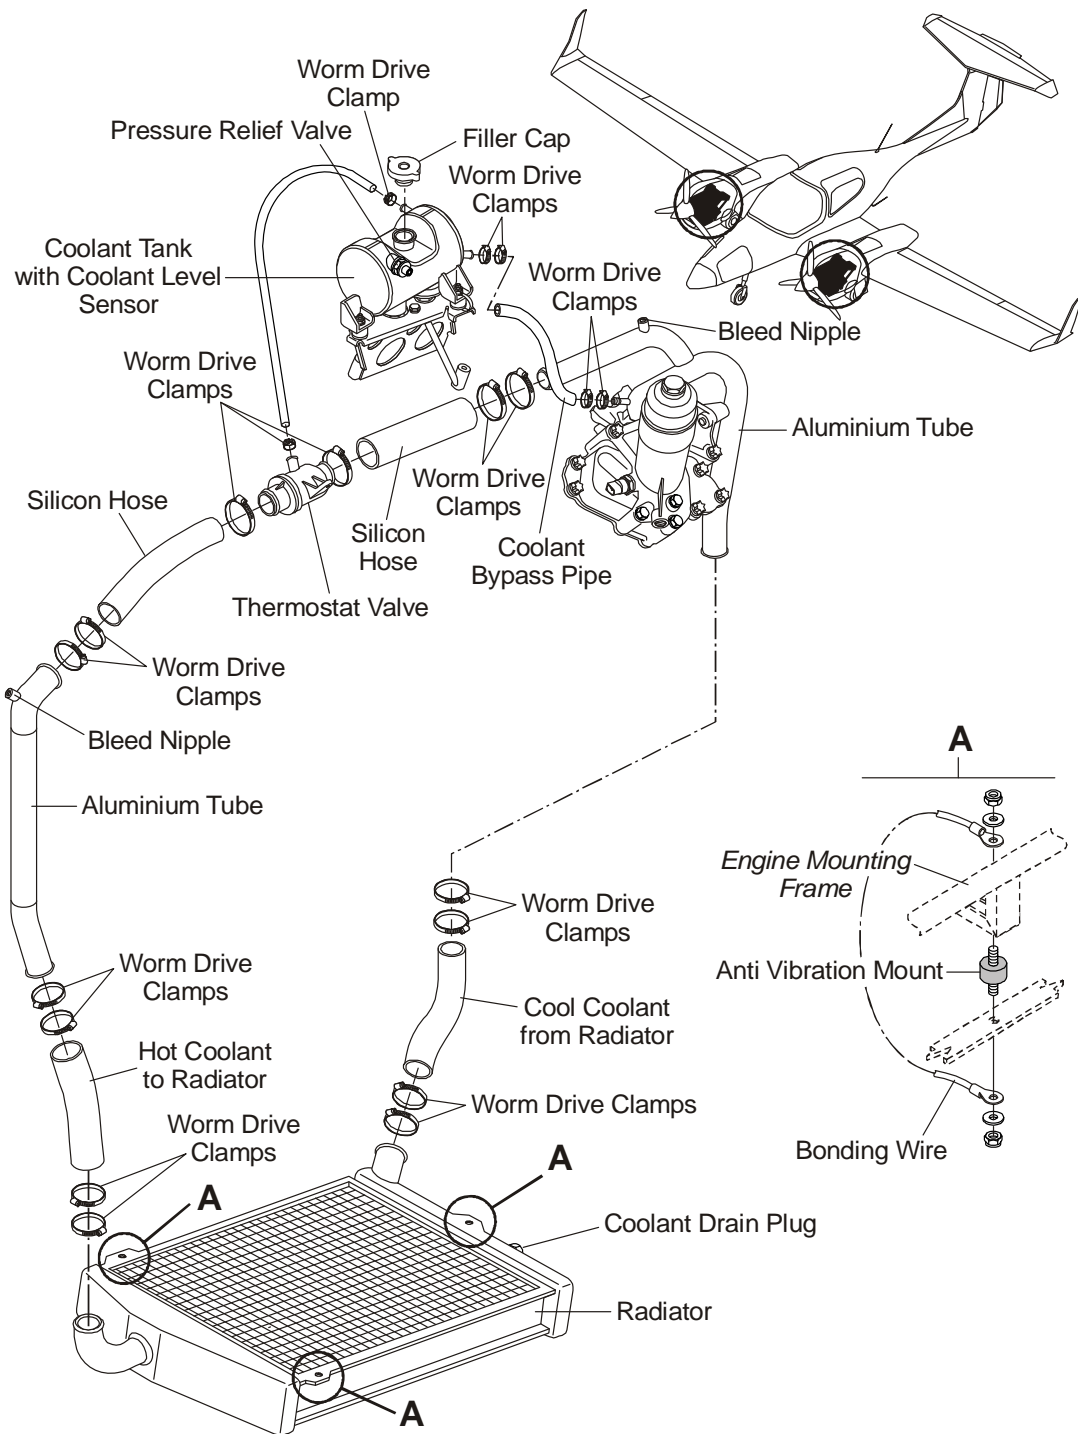 Worm Drive
Clamp
Pressure Relief Valve
Filler Cap
Worm Drive
Clamps
Coolant Tank
with Coolant Level
Sensor
Worm Drive
Clamps
Bleed Nipple
Worm Drive
Clamps
Aluminium Tube
Silicon Hose
Worm Drive
Clamps
Silicon
Hose
Coolant
Bypass Pipe
Thermostat Valve
Worm Drive
Clamps
Bleed Nipple
Aluminium Tube
A
Engine Mounting
Frame
Worm Drive
Clamps
Worm Drive
Clamps
Anti Vibration Mount
Cool Coolant
from Radiator
Hot Coolant
to Radiator
Worm Drive Clamps
Worm Drive
Clamps
Bonding Wire
A
A
Coolant Drain Plug
Radiator
A